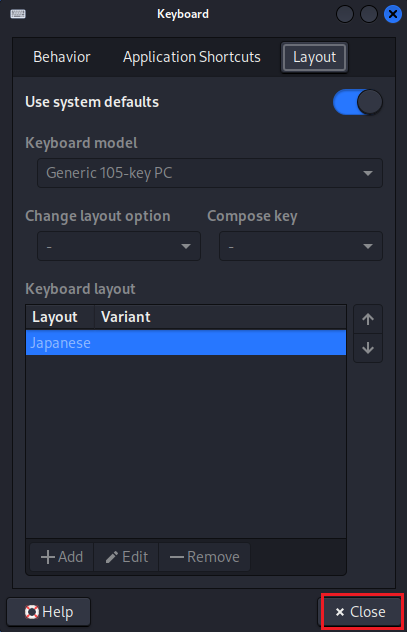 Keyboard
Behavior Application Shortcuts Layout
Use system defaults
Keyboard model
Generic 105-key PC
Change layout option Compose key
- -
Keyboard layout
Layout Variant
Japanese
Add Edit Remove
Help Close